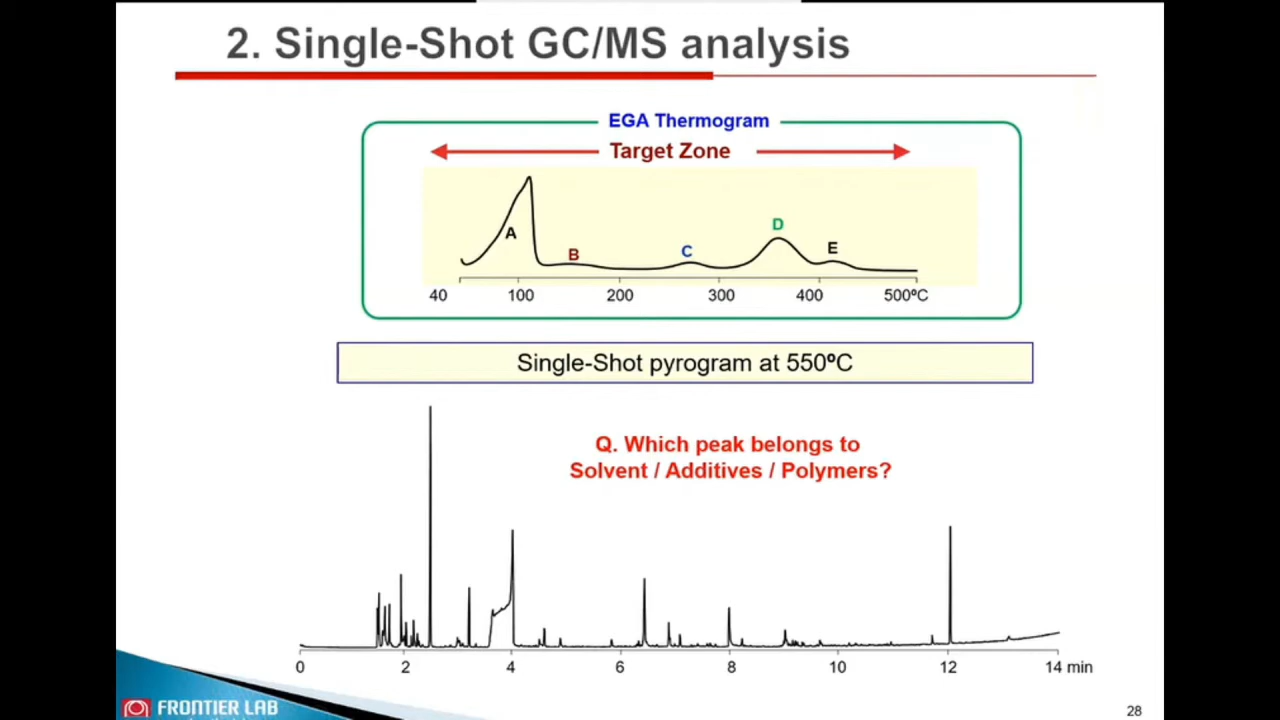 2. Single-Shot GC/MS analysis
EGA Thermogram
Target Zone
A
B
C
D
E
40 100 200 300 400 500ºC
Single-Shot pyrogram at 550ºC
Q. Which peak belongs to
Solvent / Additives / Polymers?
0 2 4 6 8 10 12 14 min
FRONTIER LAB
28